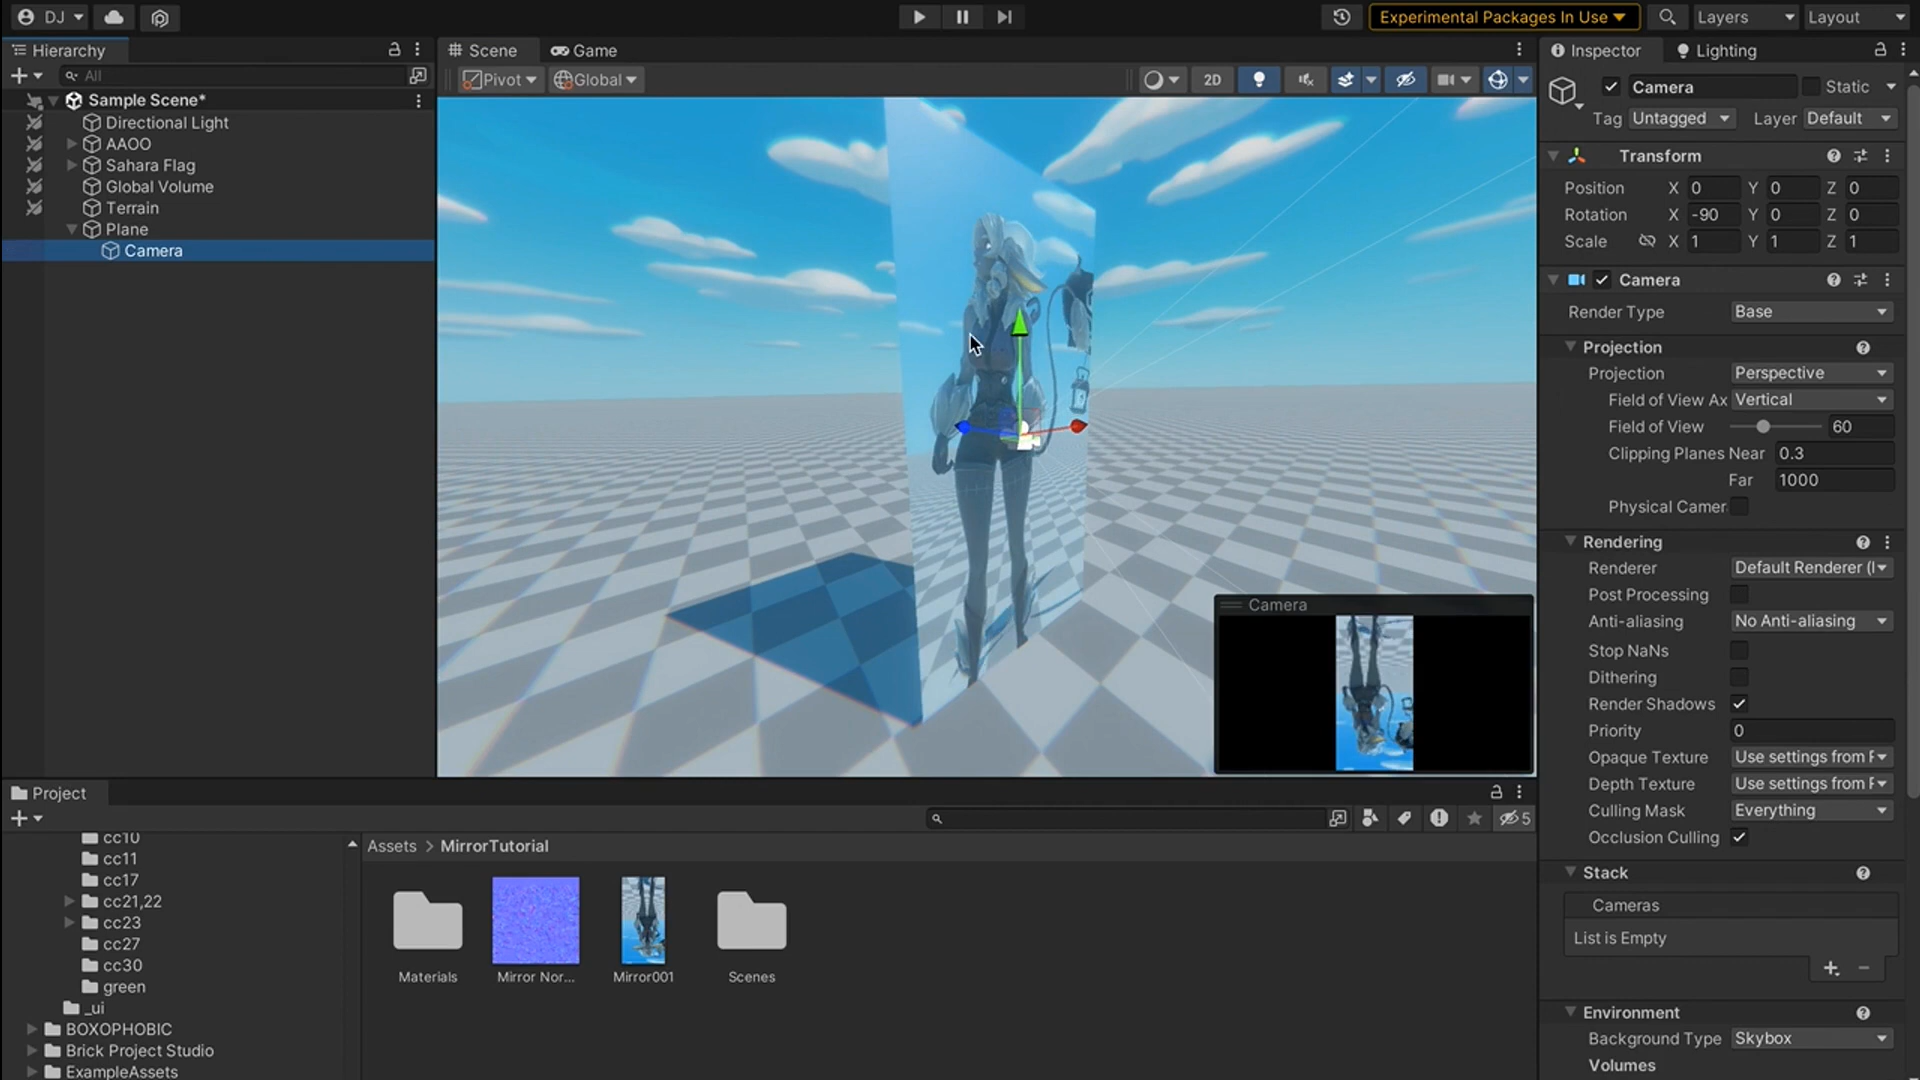 DJ
Experimental Packages In Use
Layers
Layout
Hierarchy
All
Sample Scene*
Directional Light
AAOO
Sahara Flag
Global Volume
Terrain
Plane
Camera
Scene
Game
Pivot
Global
2D
Camera
Inspector
Lighting
Camera
Static
Tag Untagged
Layer Default
Transform
Position X 0 Y 0 Z 0
Rotation X -90 Y 0 Z 0
Scale X 1 Y 1 Z 1
Camera
Render Type Base
Projection
Projection Perspective
Field of View Ax Vertical
Field of View 60
Clipping Planes Near 0.3
Far 1000
Physical Camer
Rendering
Renderer Default Renderer (
Post Processing
Anti-aliasing No Anti-aliasing
Stop NaNs
Dithering
Render Shadows
Priority 0
Opaque Texture Use settings from
Depth Texture Use settings from
Culling Mask Everything
Occlusion Culling
Stack
Cameras
List is Empty
Environment
Background Type Skybox
Volumes
Project
5
cc10
cc11
cc17
cc21,22
cc23
cc27
cc30
green
_ui
BOXOPHOBIC
Brick Project Studio
ExampleAssets
Assets > MirrorTutorial
Materials
Mirror Nor...
Mirror001
Scenes